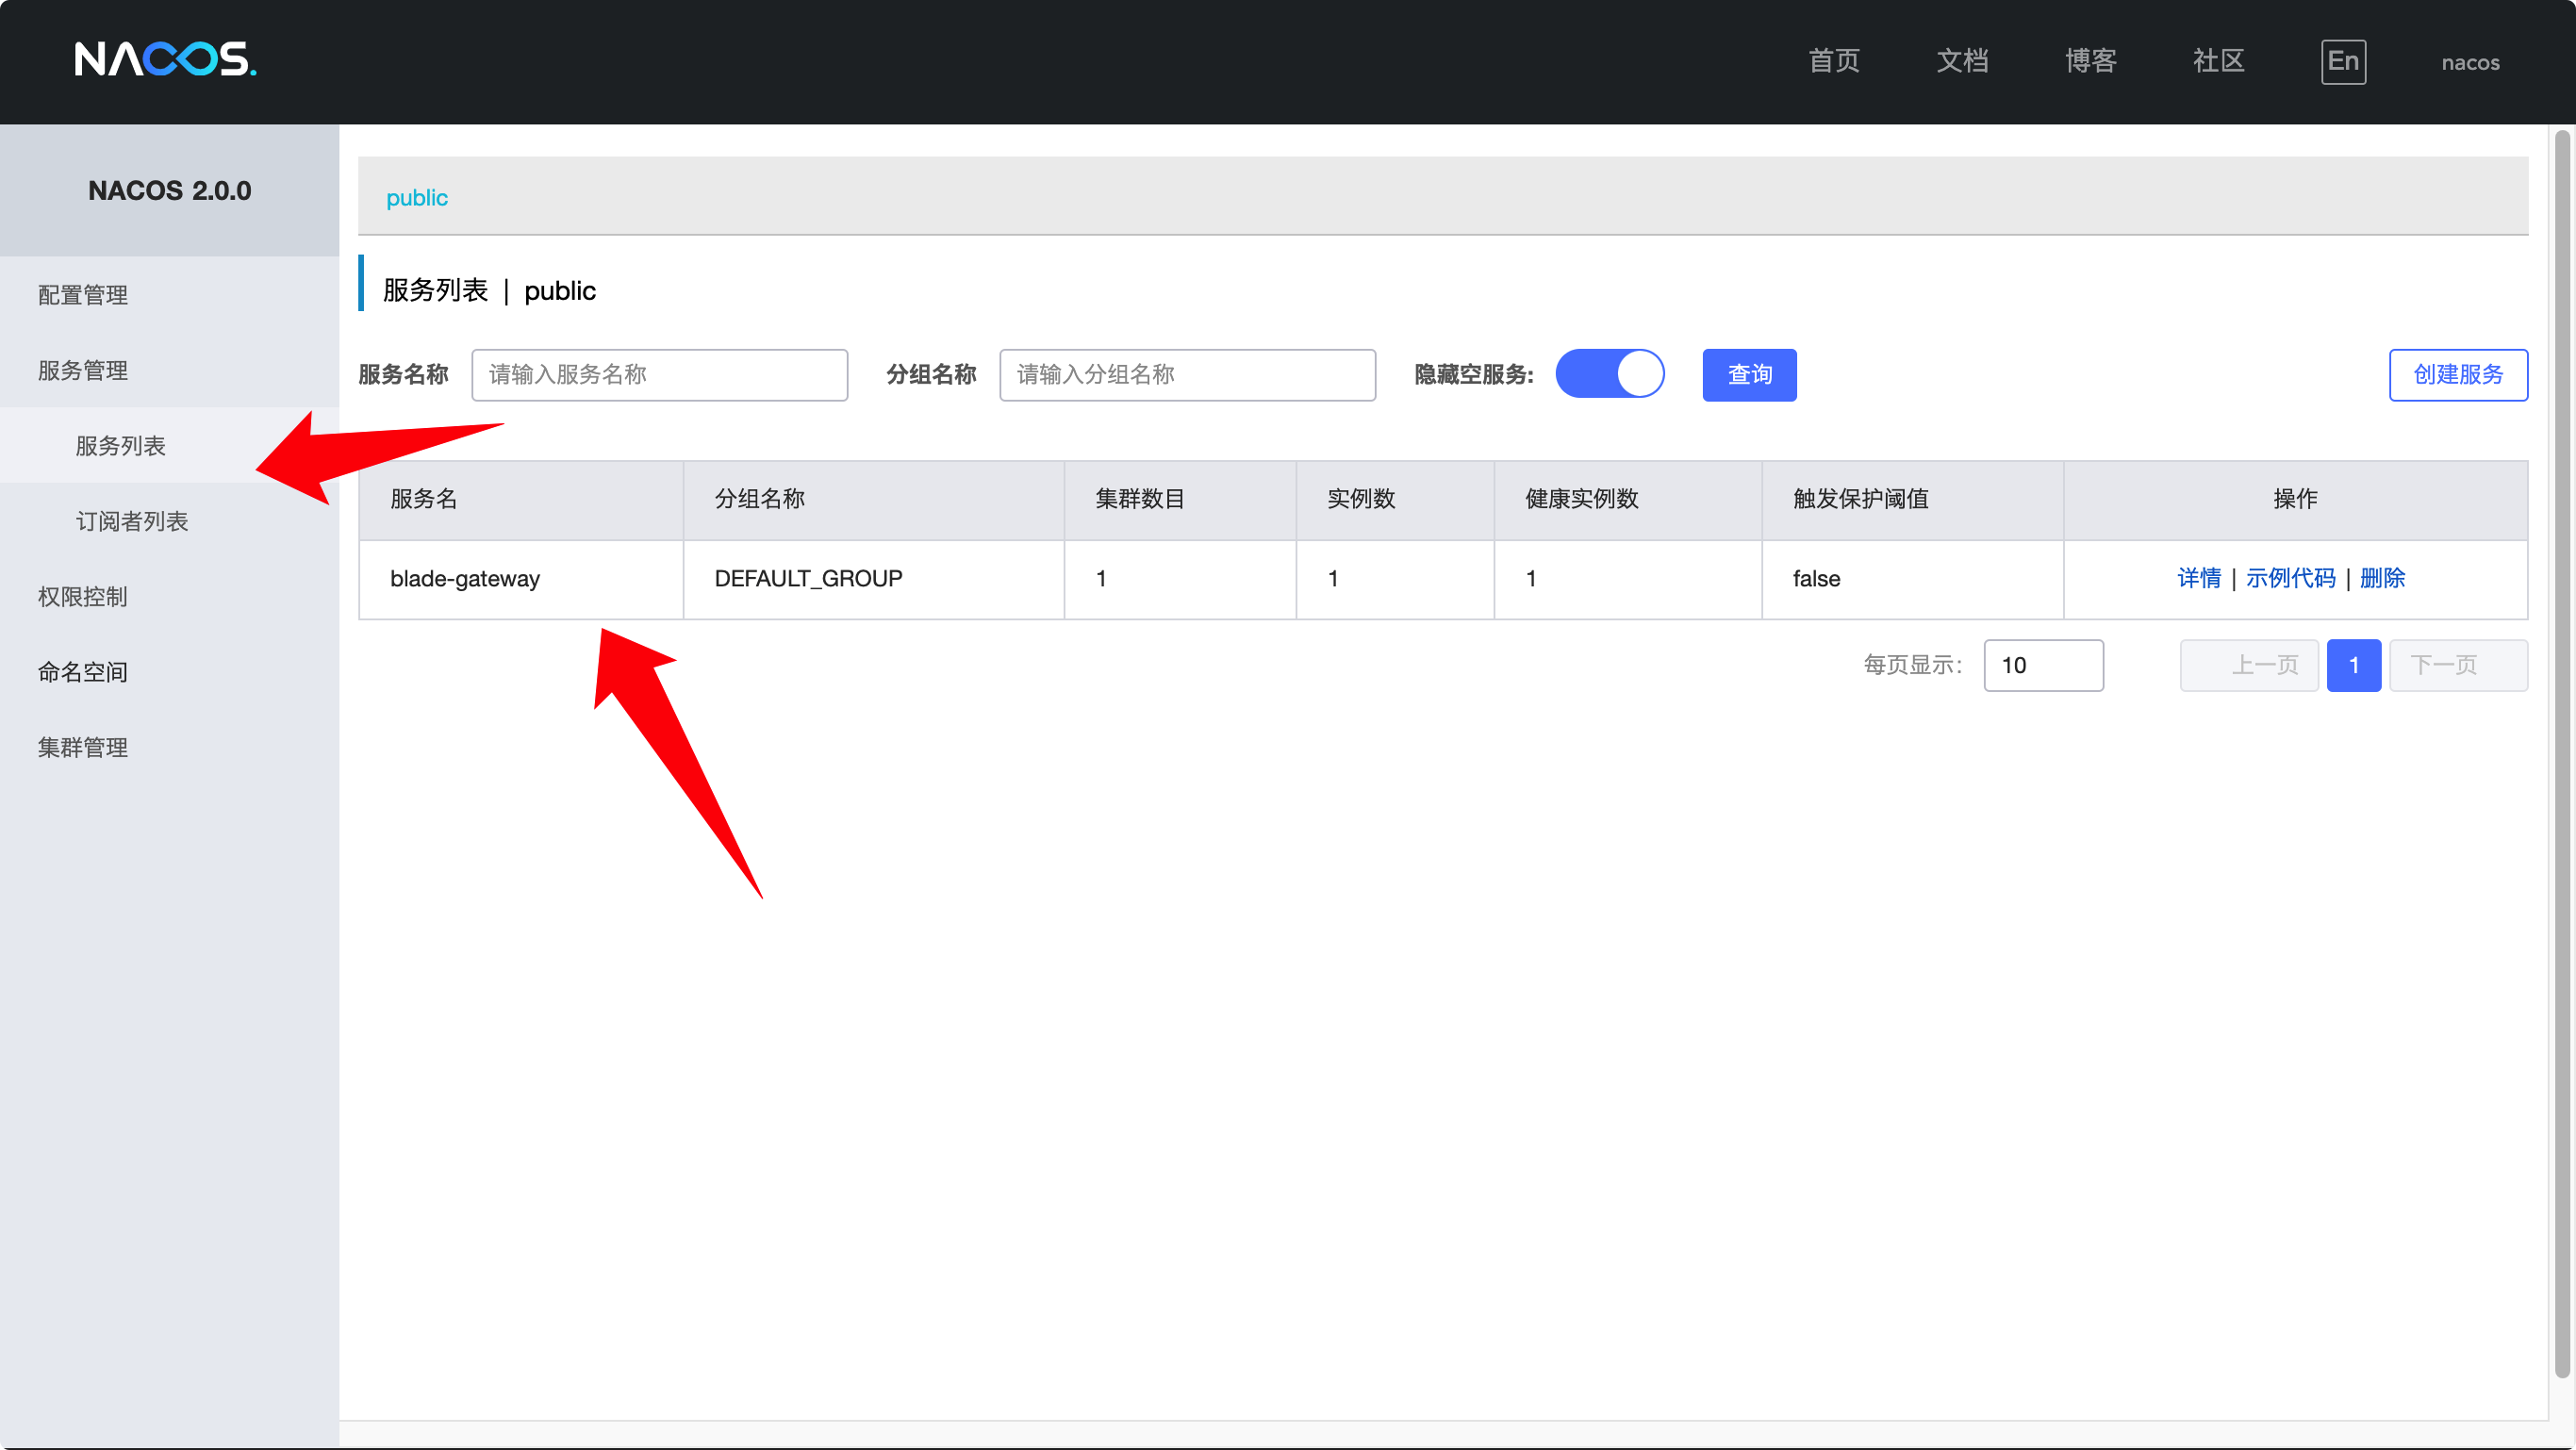 NACOS. 首页 文档 博客 社区 En nacos
NACOS 2.0.0
配置管理
服务管理
服务列表
订阅者列表
权限控制
命名空间
集群管理
public
服务列表 | public
服务名称 请输入服务名称 分组名称 请输入分组名称 隐藏空服务: 查询 创建服务
服务名 分组名称 集群数目 实例数 健康实例数 触发保护阈值 操作
blade-gateway DEFAULT_GROUP 1 1 1 false 详情 | 示例代码 | 删除
每页显示: 10 上一页 1 下一页